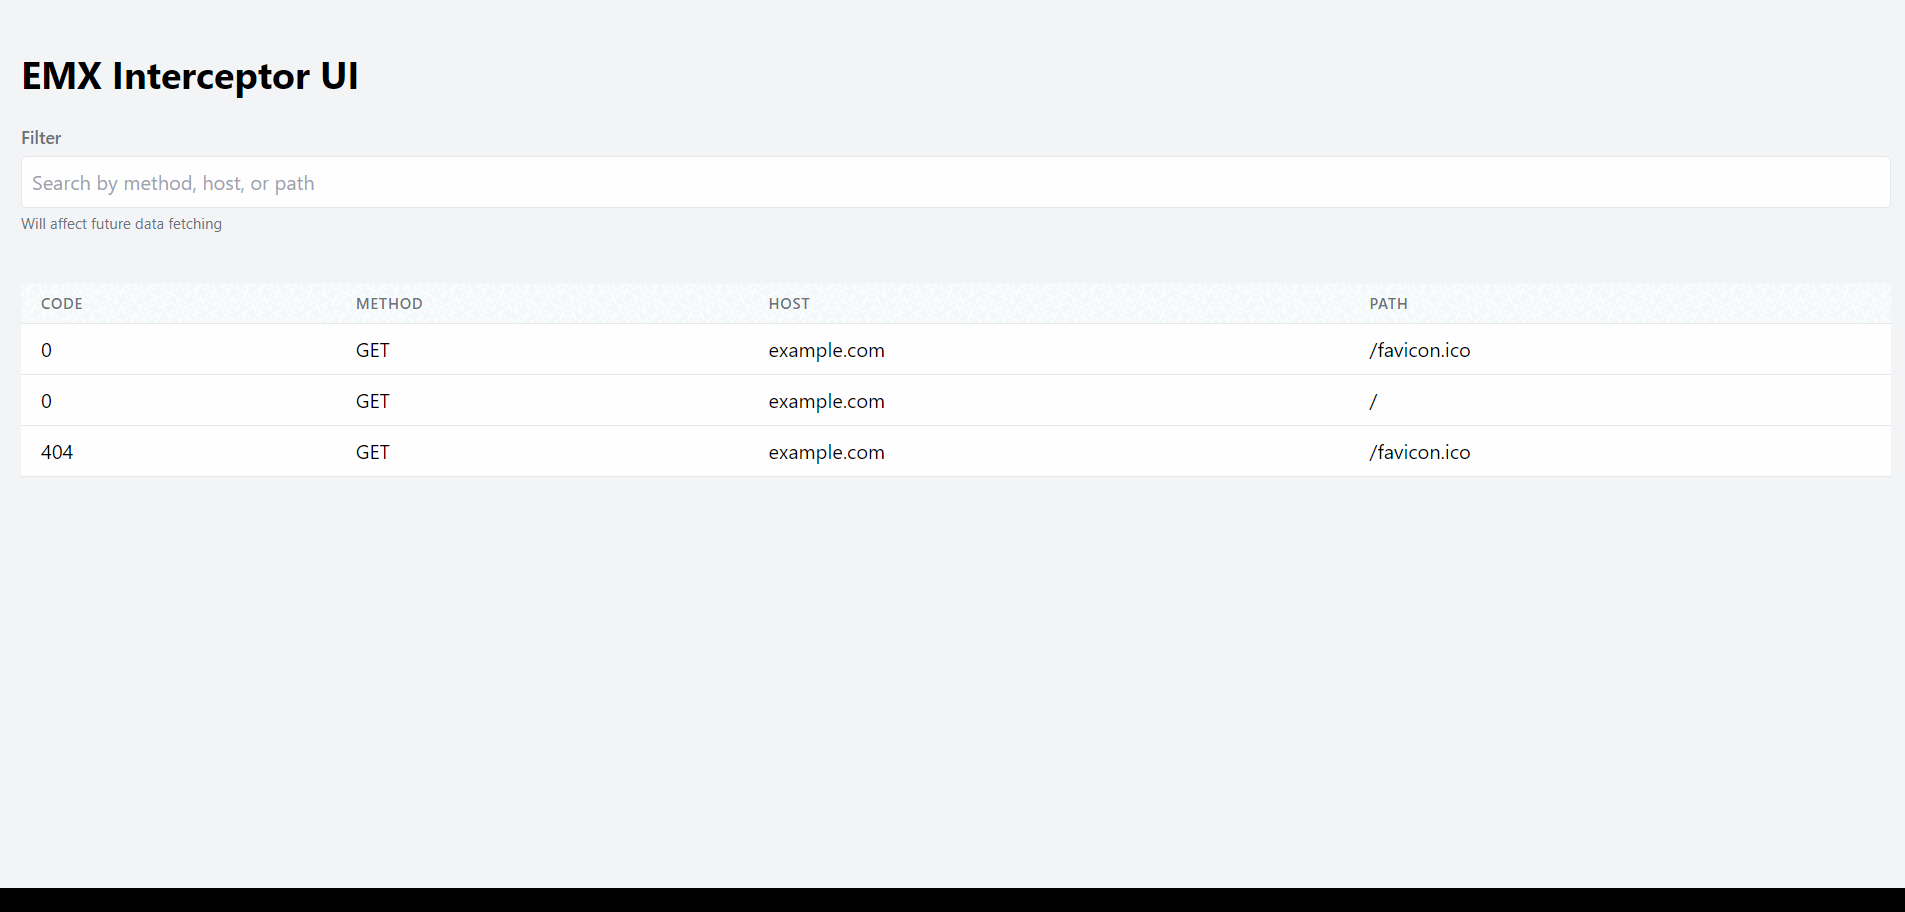 EMX Interceptor UI
Filter
Search by method, host, or path
Will affect future data fetching
CODE METHOD HOST PATH
0 GET example.com /favicon.ico
0 GET example.com /
404 GET example.com /favicon.ico